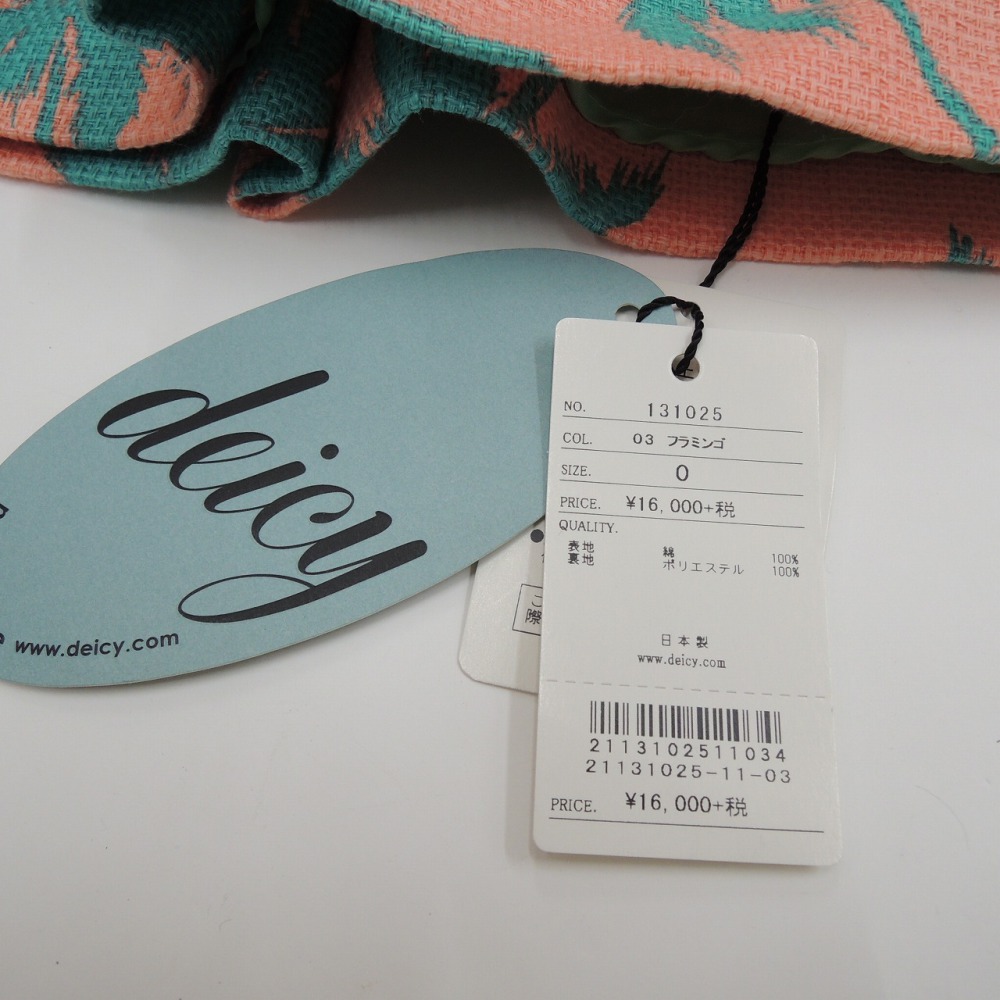 deicy
www.deicy.com
上
NO. 131025
COL. 03 フラミンゴ
SIZE. 0
PRICE. ¥16,000+税
QUALITY.
表地 綿 100%
裏地 ポリエステル 100%
日本製
www.deicy.com
2113102511034
21131025-11-03
PRICE. ¥16,000+税
際